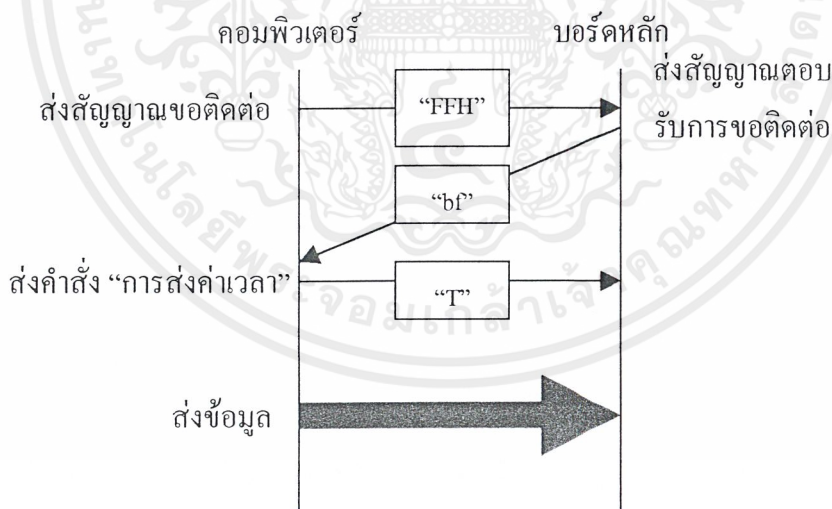 คอมพิวเตอร์ บอร์ดหลัก
ส่งสัญญาณตอบ
ส่งสัญญาณขอติดต่อ "FFH"
รับการขอติดต่อ
"bf"
ส่งคำสั่ง "การส่งค่าเวลา"
"T"
ส่งข้อมูล